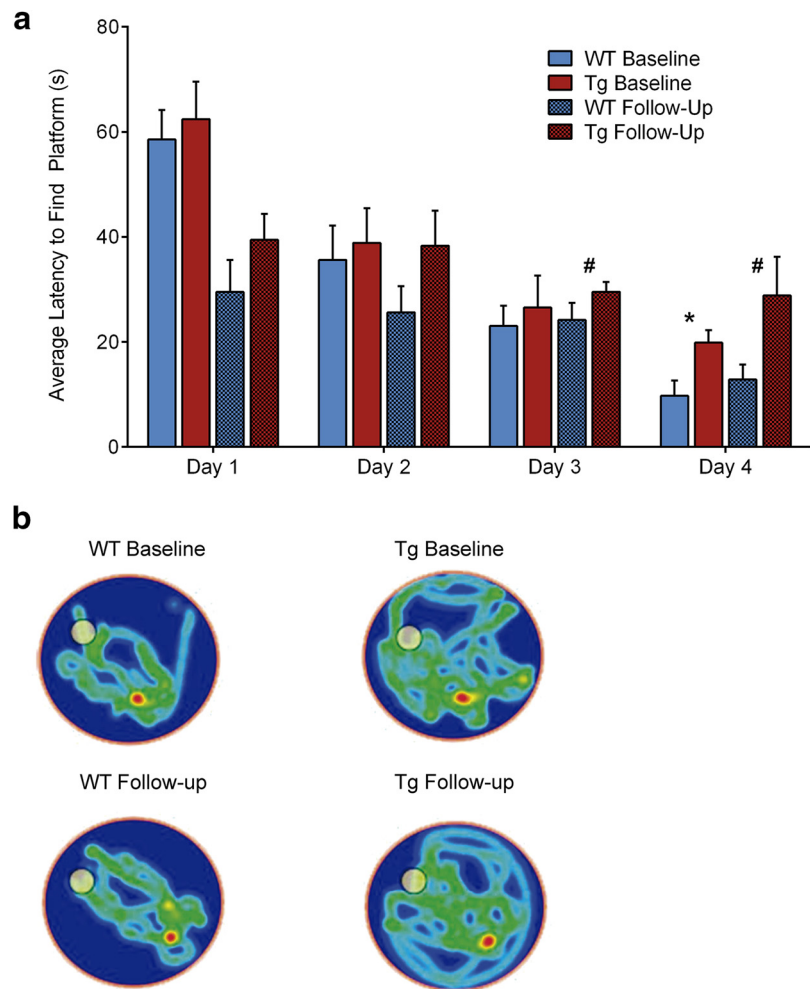 a
80
60
40
20
0
Average Latency to Find Platform (s)
WT Baseline
Tg Baseline
WT Follow-Up
Tg Follow-Up
#
#
*
Day 1
Day 2
Day 3
Day 4
b
WT Baseline
Tg Baseline
WT Follow-up
Tg Follow-up